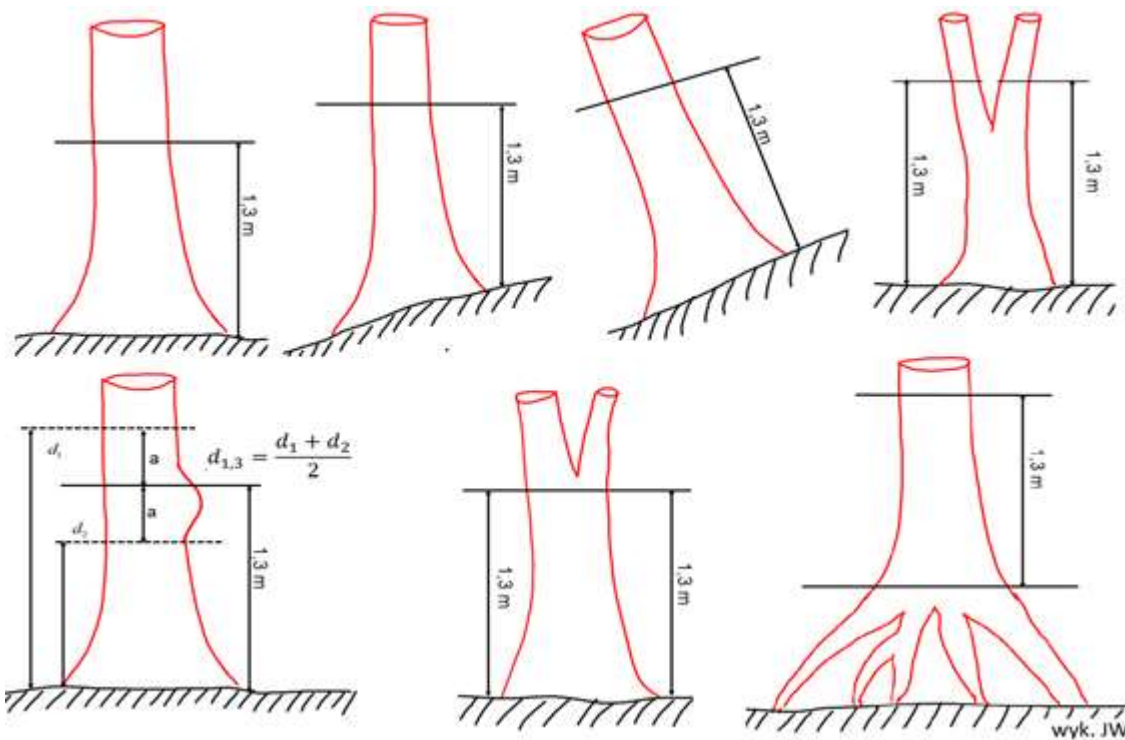 1,3 m
1,3 m
1,3 m
1,3 m
1,3 m
d₁
a
d₁,₃ = (d₁ + d₂) / 2
a
d₂
1,3 m
1,3 m
1,3 m
1,3 m
wyk. JW